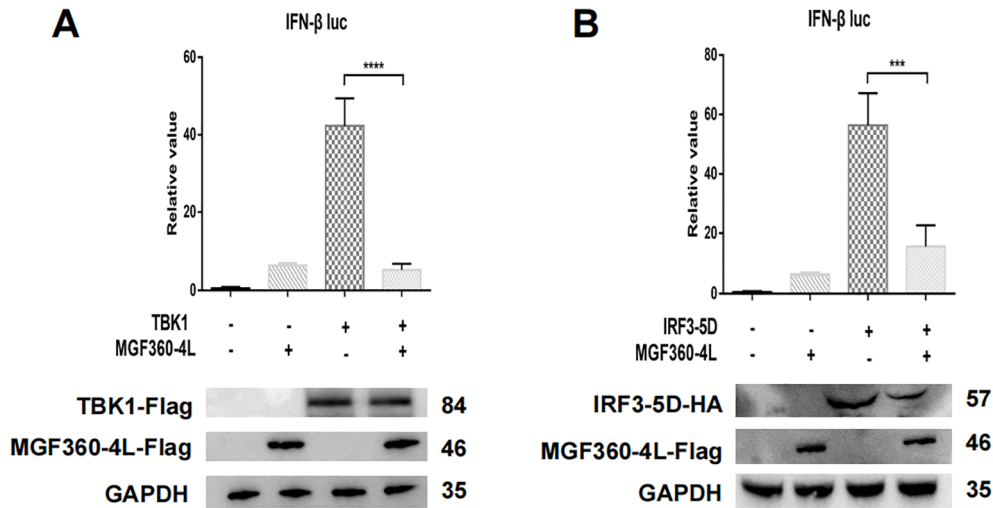 A
IFN-β luc
Relative value
60
40
20
0
****
TBK1 - - + +
MGF360-4L - + - +
TBK1-Flag 84
MGF360-4L-Flag 46
GAPDH 35
B
IFN-β luc
Relative value
80
60
40
20
0
***
IRF3-5D - - + +
MGF360-4L - + - +
IRF3-5D-HA 57
MGF360-4L-Flag 46
GAPDH 35